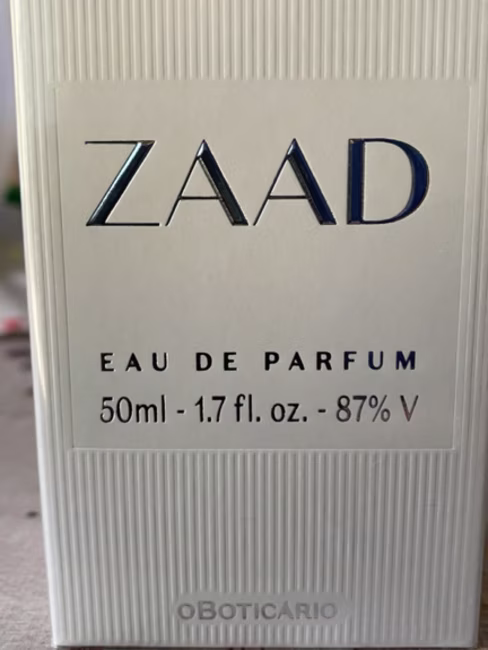 ZAAD
EAU DE PARFUM
50ml - 1.7 fl. oz. - 87% V
oBOTICÁRIO